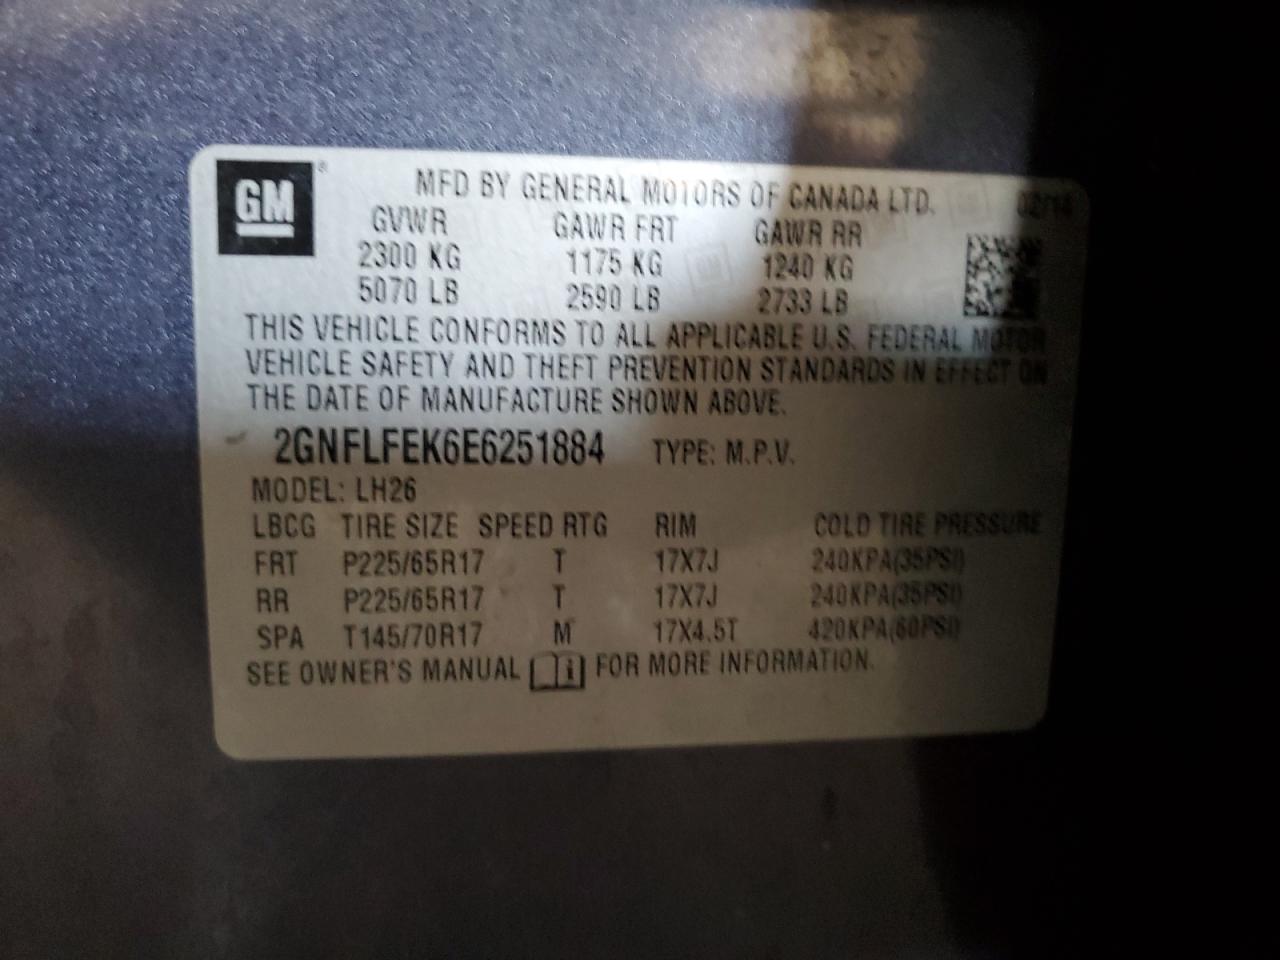 GM ®
MFD BY GENERAL MOTORS OF CANADA LTD. 02/14
GVWR GAWR FRT GAWR RR
2300 KG 1175 KG 1240 KG
5070 LB 2590 LB 2733 LB
THIS VEHICLE CONFORMS TO ALL APPLICABLE U.S. FEDERAL MOTOR
VEHICLE SAFETY AND THEFT PREVENTION STANDARDS IN EFFECT ON
THE DATE OF MANUFACTURE SHOWN ABOVE.
2GNFLFEK6E6251884 TYPE: M.P.V.
MODEL: LH26
LBCG TIRE SIZE SPEED RTG RIM COLD TIRE PRESSURE
FRT P225/65R17 T 17X7J 240KPA(35PSI)
RR P225/65R17 T 17X7J 240KPA(35PSI)
SPA T145/70R17 M 17X4.5T 420KPA(60PSI)
SEE OWNER'S MANUAL i FOR MORE INFORMATION.